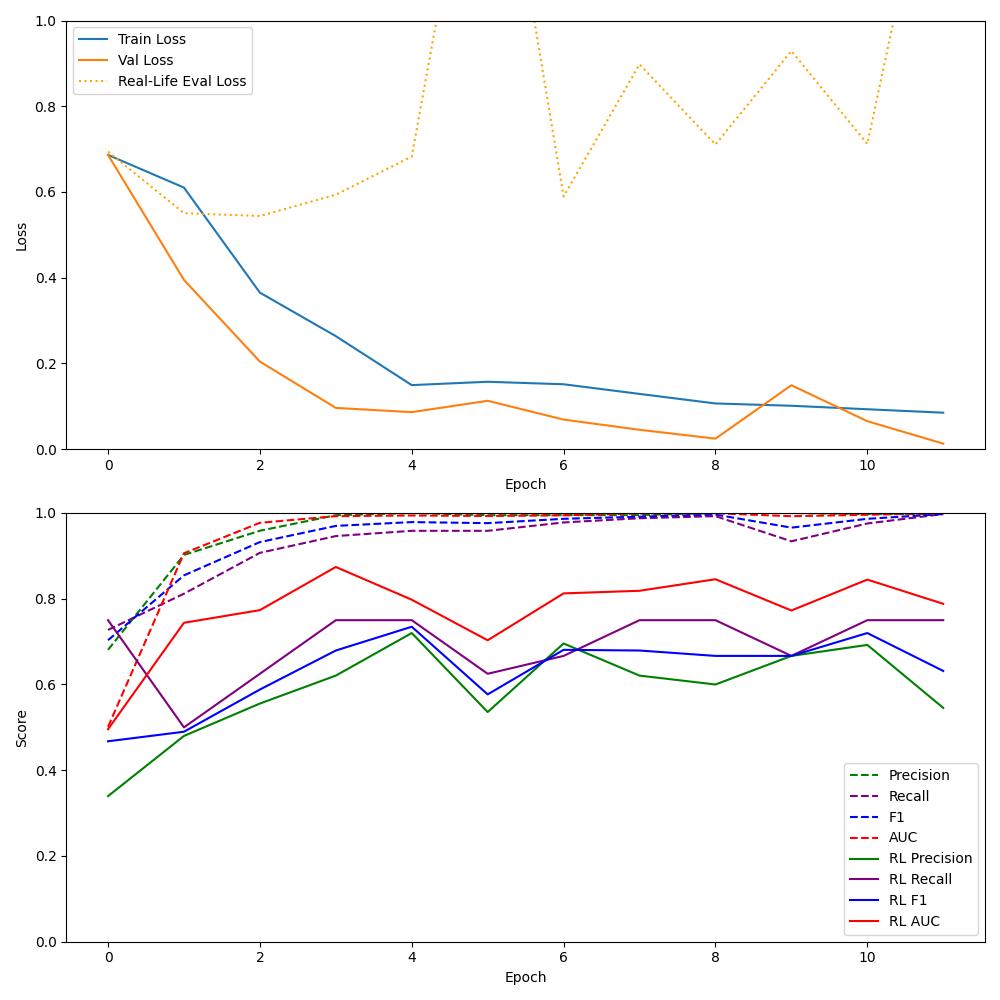 1.0
0.8
0.6
0.4
0.2
0.0
Loss
Train Loss
Val Loss
Real-Life Eval Loss
0 2 4 6 8 10
Epoch
1.0
0.8
0.6
0.4
0.2
0.0
Score
Precision
Recall
F1
AUC
RL Precision
RL Recall
RL F1
RL AUC
0 2 4 6 8 10
Epoch